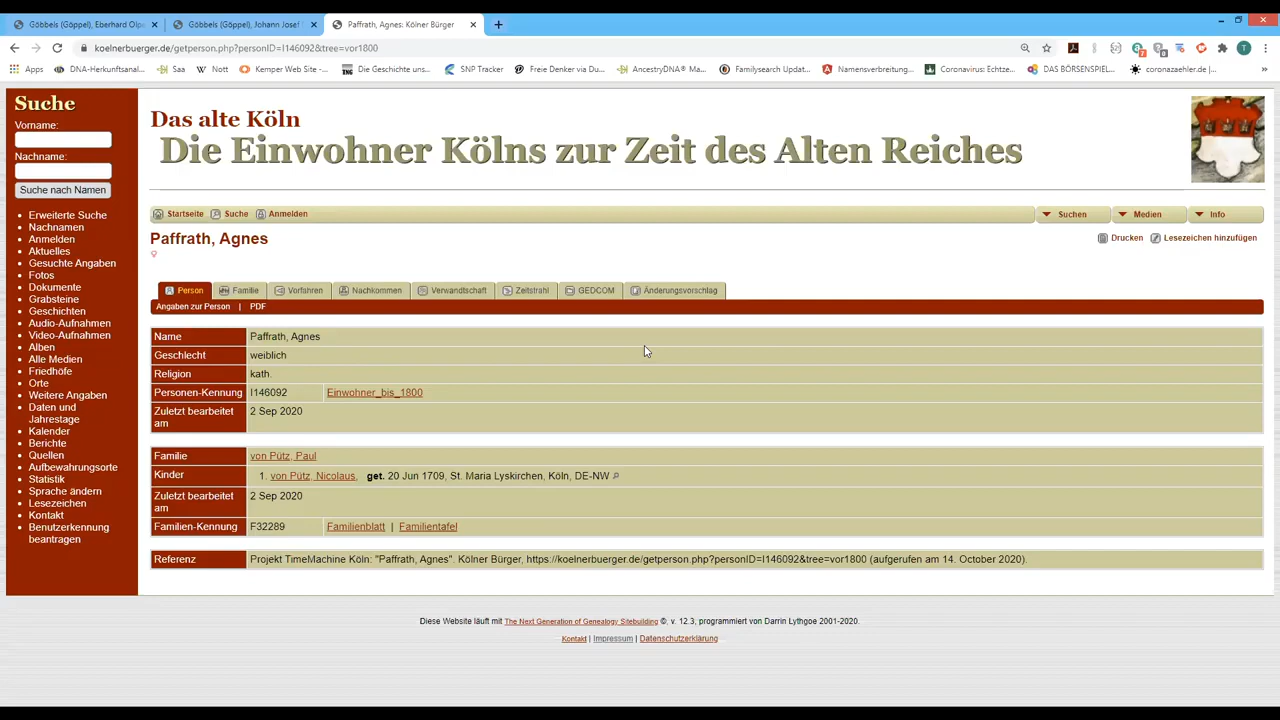 Göbbels (Göppel), Eberhard Olpe
Göbbels (Göppel), Johann Josef
Paffrath, Agnes: Kölner Bürger
koelnerbuerger.de/getperson.php?personID=I146092&tree=vor1800
Apps DNA-Herkunftsanal... Saa Nott Kemper Web Site -... Die Geschichte uns... SNP Tracker Freie Denker via Du... AncestryDNA® Ma... Familysearch Updat... Namensverbreitung... Coronavirus: Echtze... DAS BÖRSENSPIEL... coronazaehler.de |... »
Suche
Vorname:
Nachname:
Suche nach Namen
Erweiterte Suche
Nachnamen
Anmelden
Aktuelles
Gesuchte Angaben
Fotos
Dokumente
Grabsteine
Geschichten
Audio-Aufnahmen
Video-Aufnahmen
Alben
Alle Medien
Friedhöfe
Orte
Weitere Angaben
Daten und
Jahrestage
Kalender
Berichte
Quellen
Aufbewahrungsorte
Statistik
Sprache ändern
Lesezeichen
Kontakt
Benutzerkennung
beantragen
Das alte Köln
Die Einwohner Kölns zur Zeit des Alten Reiches
Startseite Suche Anmelden Suchen Medien Info
Paffrath, Agnes
Drucken Lesezeichen hinzufügen
♀
Person Familie Vorfahren Nachkommen Verwandtschaft Zeitstrahl GEDCOM Änderungsvorschlag
Angaben zur Person | PDF
Name Paffrath, Agnes
Geschlecht weiblich
Religion kath.
Personen-Kennung I146092 Einwohner_bis_1800
Zuletzt bearbeitet 2 Sep 2020
am
Familie von Pütz, Paul
Kinder 1. von Pütz, Nicolaus, get. 20 Jun 1709, St. Maria Lyskirchen, Köln, DE-NW
Zuletzt bearbeitet 2 Sep 2020
am
Familien-Kennung F32289 Familienblatt | Familientafel
Referenz Projekt TimeMachine Köln: "Paffrath, Agnes". Kölner Bürger, https://koelnerbuerger.de/getperson.php?personID=I146092&tree=vor1800 (aufgerufen am 14. October 2020).
Diese Website läuft mit The Next Generation of Genealogy Sitebuilding ©, v. 12.3, programmiert von Darrin Lythgoe 2001-2020.
Kontakt | Impressum | Datenschutzerklärung